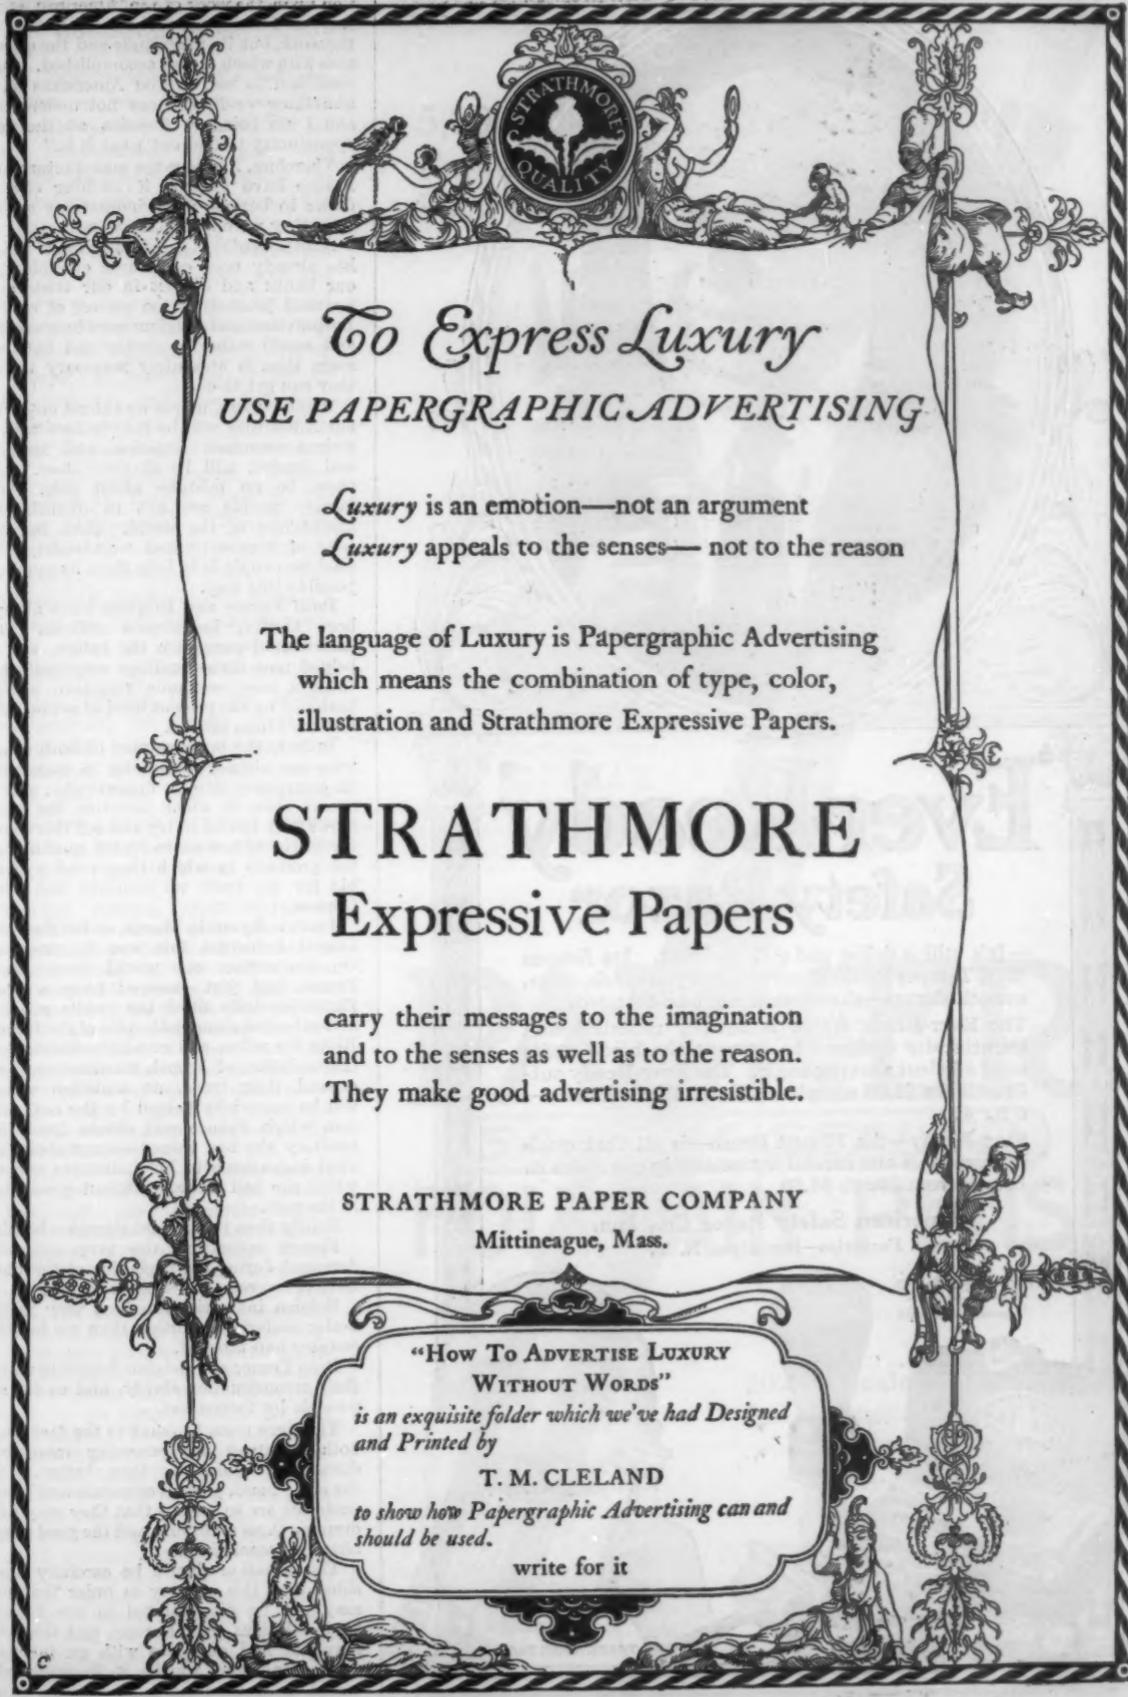 STRATHMORE
QUALITY
To Express Luxury
USE PAPERGRAPHIC ADVERTISING
Luxury is an emotion—not an argument
Luxury appeals to the senses— not to the reason
The language of Luxury is Papergraphic Advertising
which means the combination of type, color,
illustration and Strathmore Expressive Papers.
STRATHMORE
Expressive Papers
carry their messages to the imagination
and to the senses as well as to the reason.
They make good advertising irresistible.
STRATHMORE PAPER COMPANY
Mittineague, Mass.
"How To Advertise Luxury
Without Words"
is an exquisite folder which we've had Designed
and Printed by
T. M. CLELAND
to show how Papergraphic Advertising can and
should be used.
write for it
C